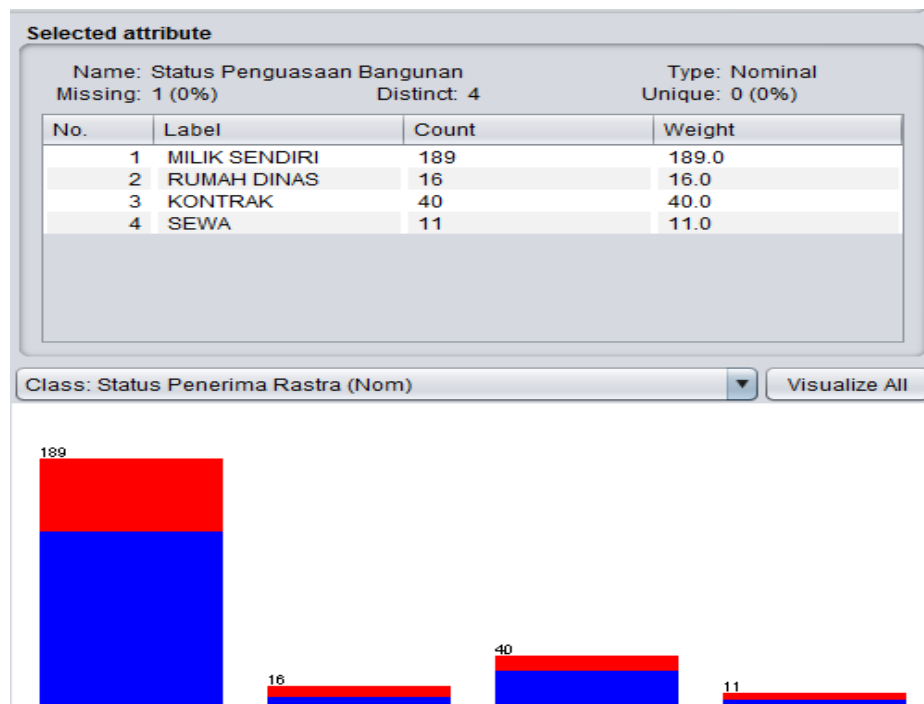 Selected attribute
Name: Status Penguasaan Bangunan Type: Nominal
Missing: 1 (0%) Distinct: 4 Unique: 0 (0%)
No. Label Count Weight
1 MILIK SENDIRI 189 189.0
2 RUMAH DINAS 16 16.0
3 KONTRAK 40 40.0
4 SEWA 11 11.0
Class: Status Penerima Rastra (Nom) Visualize All
189
16
40
11